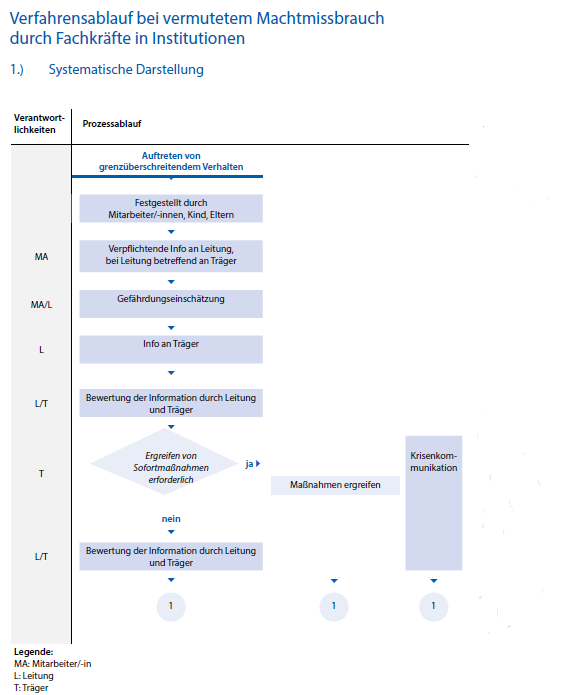 Verfahrensablauf bei vermutetem Machtmissbrauch
durch Fachkräfte in Institutionen
1.) Systematische Darstellung
Verantwort-
lichkeiten
Prozessablauf
Auftreten von
grenzüberschreitendem Verhalten
Festgestellt durch
Mitarbeiter/-innen, Kind, Eltern
MA
Verpflichtende Info an Leitung,
bei Leitung betreffend an Träger
MA/L
Gefährdungseinschätzung
L
Info an Träger
L/T
Bewertung der Information durch Leitung
und Träger
T
Ergreifen von
Sofortmaßnahmen
erforderlich
ja
Maßnahmen ergreifen
Krisenkom-
munikation
nein
L/T
Bewertung der Information durch Leitung
und Träger
1
1
1
Legende:
MA: Mitarbeiter/-in
L: Leitung
T: Träger